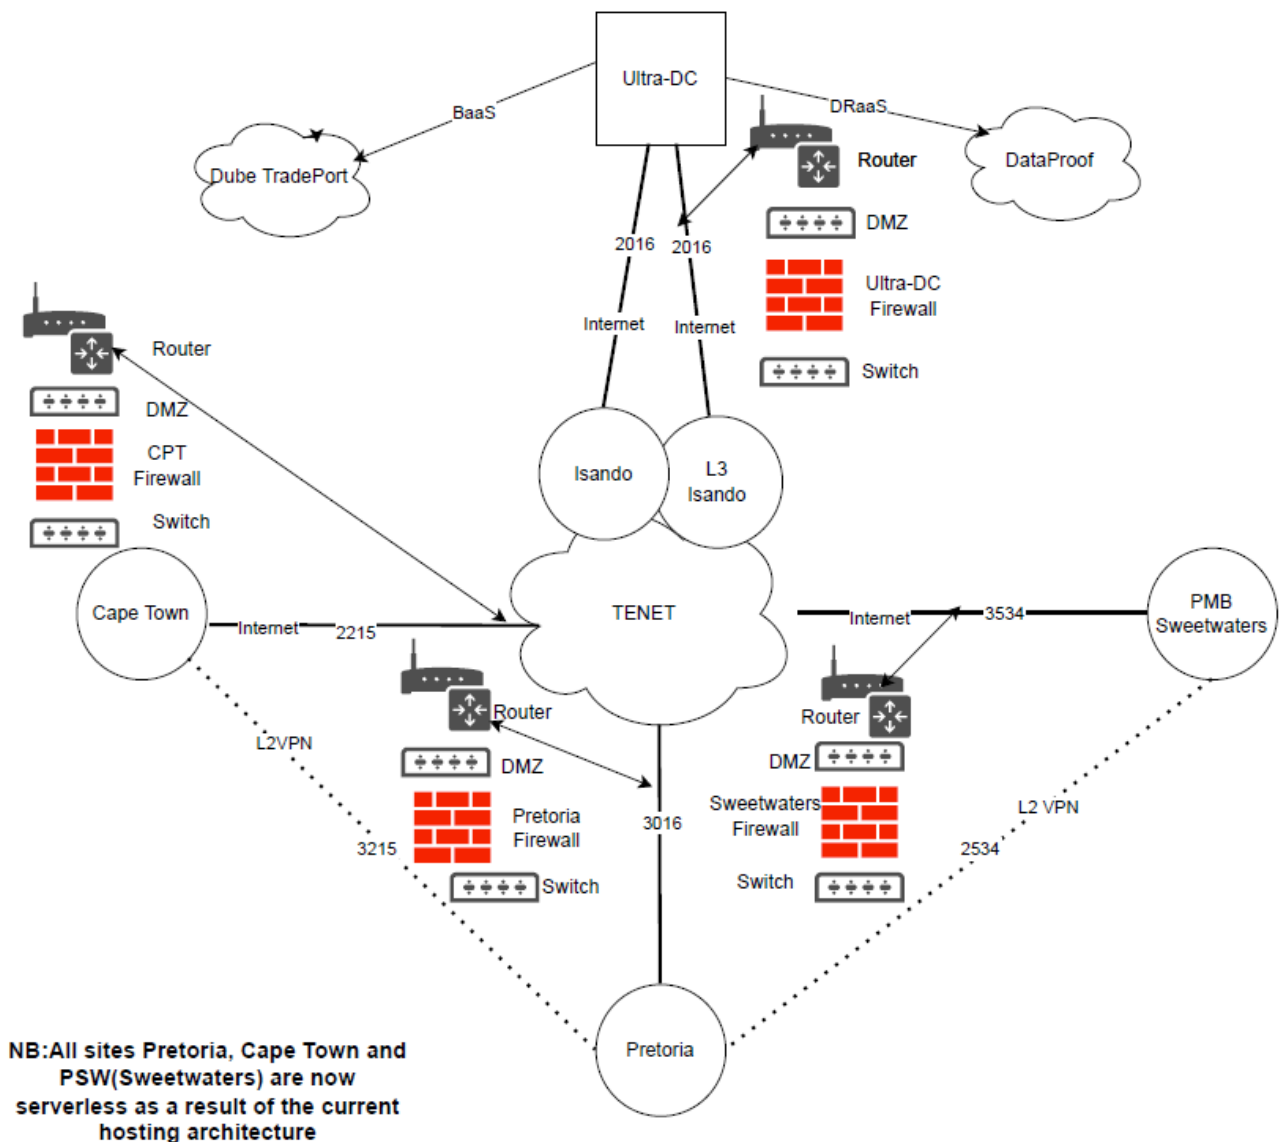 Ultra-DC
BaaS
DRaaS
Dube TradePort
DataProof
Router
DMZ
2016
2016
Ultra-DC
Firewall
Internet
Internet
Switch
Router
DMZ
CPT
Firewall
Switch
Isando
L3
Isando
Cape Town
TENET
PMB
Sweetwaters
Internet
2215
Internet
3534
Router
DMZ
Pretoria
Firewall
Switch
Router
DMZ
Sweetwaters
Firewall
Switch
L2VPN
3215
3016
L2 VPN
2534
Pretoria
NB:All sites Pretoria, Cape Town and
PSW(Sweetwaters) are now
serverless as a result of the current
hosting architecture